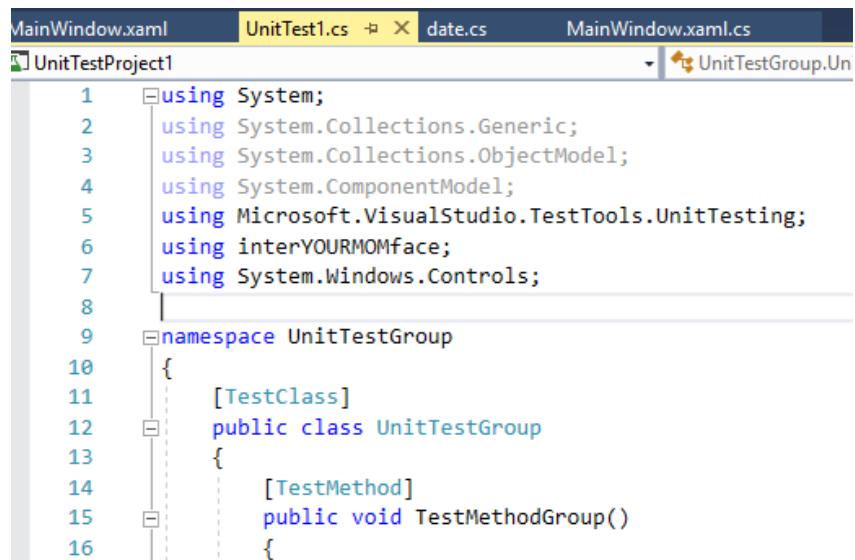 MainWindow.xaml UnitTest1.cs date.cs MainWindow.xaml.cs
UnitTestProject1 UnitTestGroup.Un
1 using System;
2 using System.Collections.Generic;
3 using System.Collections.ObjectModel;
4 using System.ComponentModel;
5 using Microsoft.VisualStudio.TestTools.UnitTesting;
6 using interYOURMOMface;
7 using System.Windows.Controls;
8
9 namespace UnitTestGroup
10 {
11 [TestClass]
12 public class UnitTestGroup
13 {
14 [TestMethod]
15 public void TestMethodGroup()
16 {